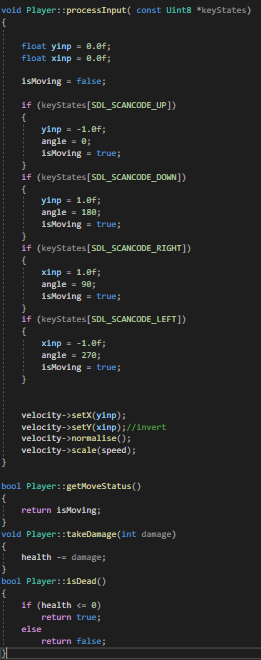 void Player::processInput( const Uint8 *keyStates)
{
float yinp = 0.0f;
float xinp = 0.0f;
isMoving = false;
if (keyStates[SDL_SCANCODE_UP])
{
yinp = -1.0f;
angle = 0;
isMoving = true;
}
if (keyStates[SDL_SCANCODE_DOWN])
{
yinp = 1.0f;
angle = 180;
isMoving = true;
}
if (keyStates[SDL_SCANCODE_RIGHT])
{
xinp = 1.0f;
angle = 90;
isMoving = true;
}
if (keyStates[SDL_SCANCODE_LEFT])
{
xinp = -1.0f;
angle = 270;
isMoving = true;
}
velocity->setX(yinp);
velocity->setY(xinp);//invert
velocity->normalise();
velocity->scale(speed);
}
bool Player::getMoveStatus()
{
return isMoving;
}
void Player::takeDamage(int damage)
{
health -= damage;
}
bool Player::isDead()
{
if (health <= 0)
return true;
else
return false;
}